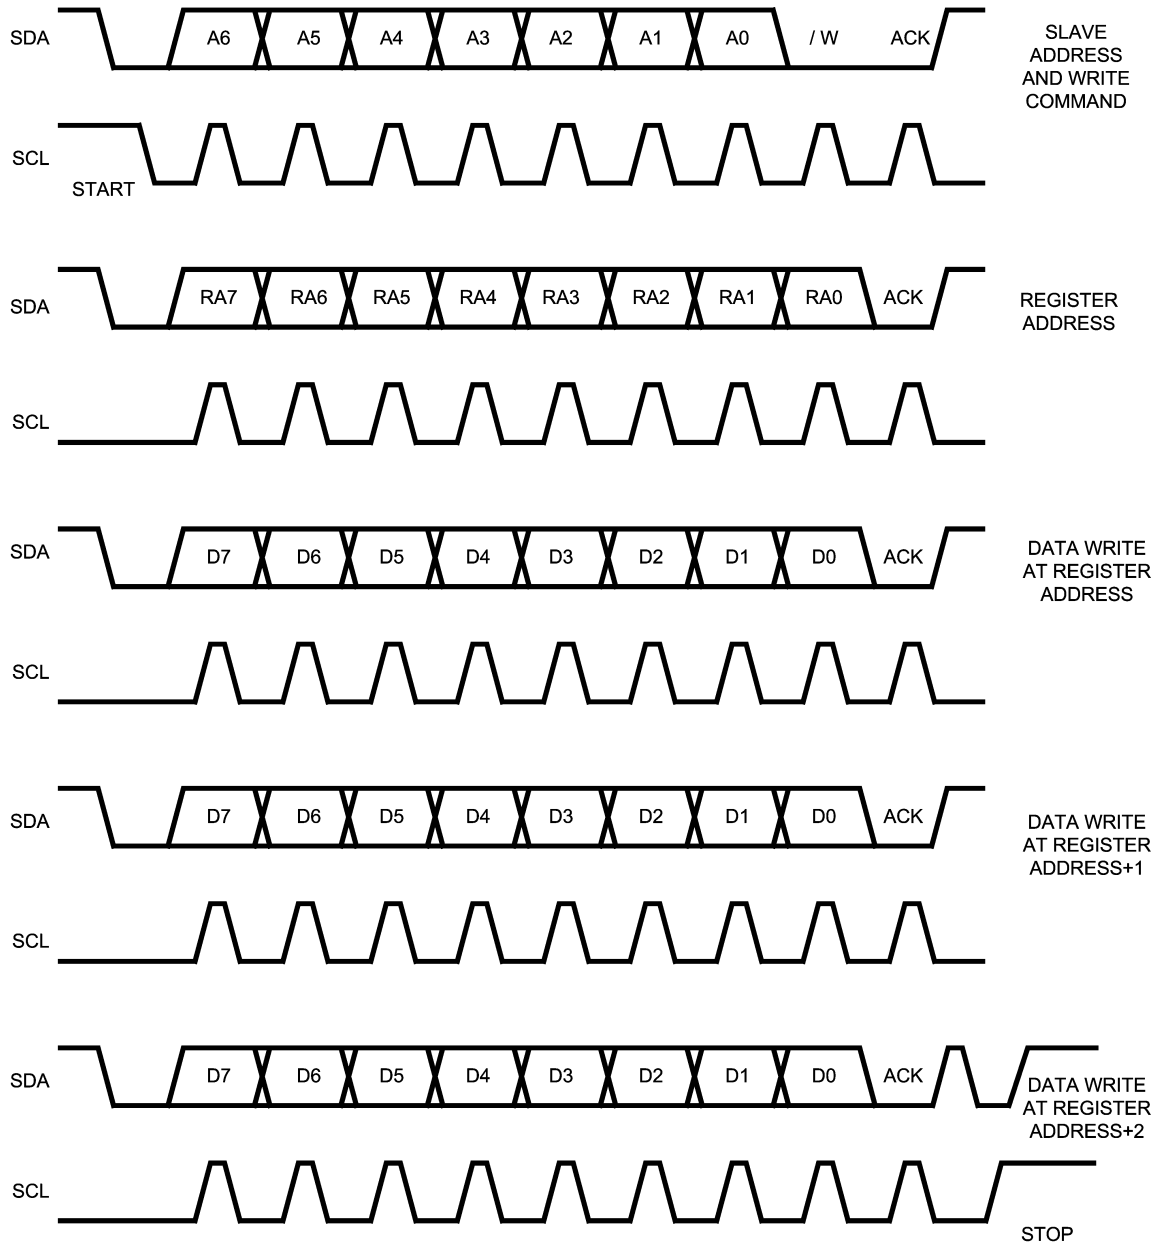 SDA A6 A5 A4 A3 A2 A1 A0 / W ACK
SLAVE
ADDRESS
AND WRITE
COMMAND
SCL
START
SDA RA7 RA6 RA5 RA4 RA3 RA2 RA1 RA0 ACK
REGISTER
ADDRESS
SCL
SDA D7 D6 D5 D4 D3 D2 D1 D0 ACK
DATA WRITE
AT REGISTER
ADDRESS
SCL
SDA D7 D6 D5 D4 D3 D2 D1 D0 ACK
DATA WRITE
AT REGISTER
ADDRESS+1
SCL
SDA D7 D6 D5 D4 D3 D2 D1 D0 ACK
DATA WRITE
AT REGISTER
ADDRESS+2
SCL
STOP